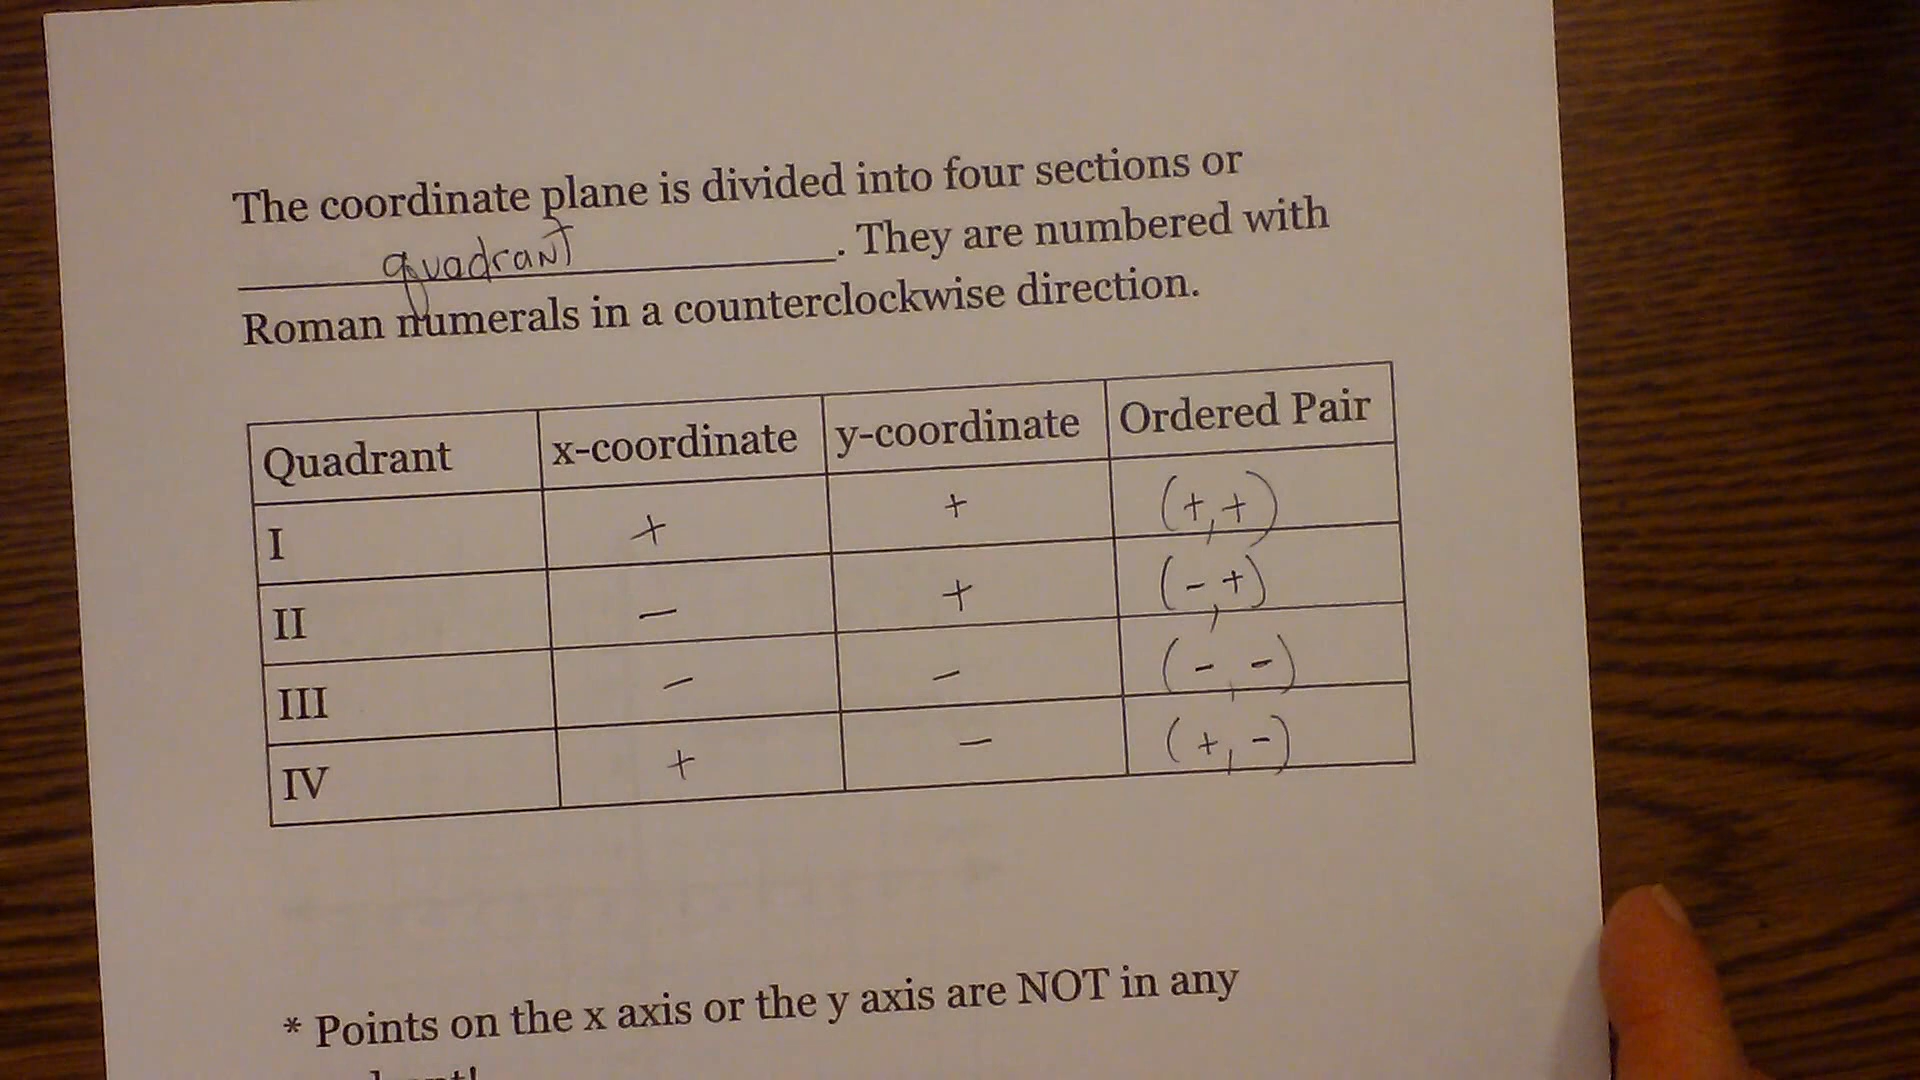 The coordinate plane is divided into four sections or
quadrant. They are numbered with
Roman numerals in a counterclockwise direction.
Quadrant x-coordinate y-coordinate Ordered Pair
I + + (+,+)
II - + (-,+)
III - - (-,-)
IV + - (+,-)
* Points on the x axis or the y axis are NOT in any